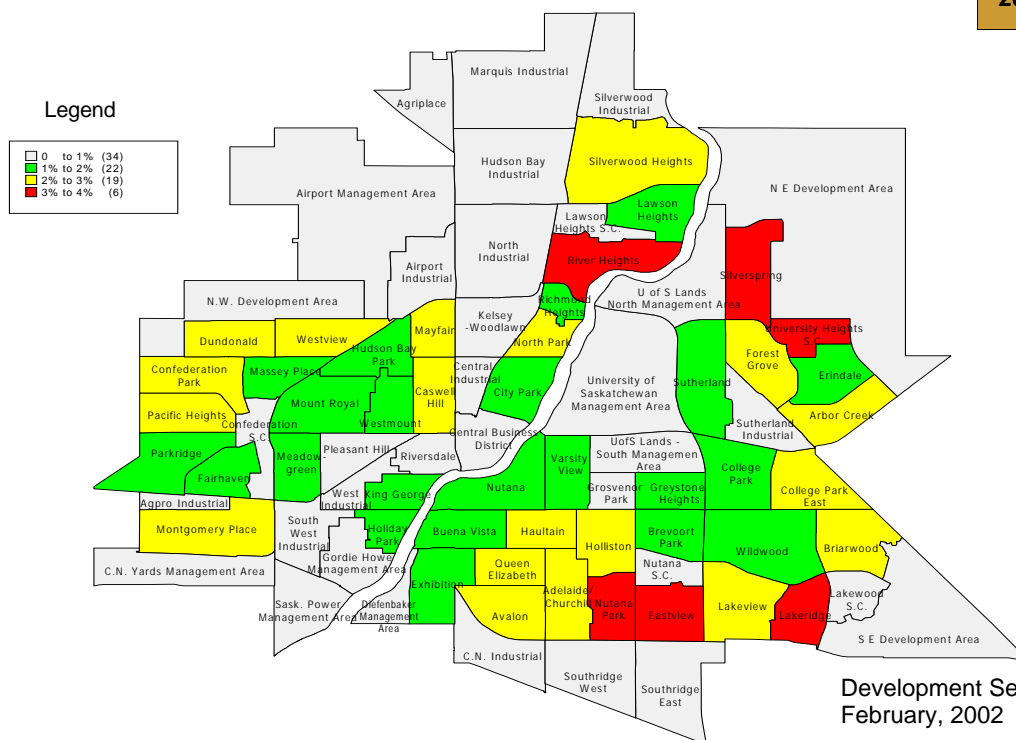 Marquis Industrial
Agriplace
Silverwood
Industrial
Legend
0 to 1% (34)
1% to 2% (22)
2% to 3% (19)
3% to 4% (6)
Hudson Bay
Industrial
Silverwood Heights
Airport Management Area
N E Development Area
Lawson
Heights
Lawson
Heights S.C.
North
Industrial
River Heights
Airport
Industrial
Silverspring
U of S Lands
North Management Area
N.W. Development Area
Richmond
Heights
Kelsey
-Woodlawn
Mayfair
University Heights
S.C.
Dundonald
Westview
Hudson Bay
Park
North Park
Forest
Grove
Confederation
Park
Massey Place
Central
Industrial
Caswell
Hill
City Park
University of
Saskatchewan
Management Area
Sutherland
Erindale
Mount Royal
Pacific Heights
Westmount
Arbor Creek
Confederation
S.C.
Central Business
District
Sutherland
Industrial
Parkridge
Meadow-
green
Pleasant Hill
Riversdale
Varsity
View
UofS Lands -
South Management
Area
College
Park
Fairhaven
Nutana
Grosvenor
Park
Greystone
Heights
College Park
East
Agpro Industrial
West
Industrial
King George
Montgomery Place
South
West
Industrial
Holiday
Park
Buena Vista
Haultain
Holliston
Brevoort
Park
Wildwood
Briarwood
Gordie Howe
Management Area
C.N. Yards Management Area
Queen
Elizabeth
Nutana
S.C.
Exhibition
Adelaide/
Churchill
Lakewood
S.C.
Sask. Power
Management Area
Diefenbaker
Management
Area
Avalon
Nutana
Park
Eastview
Lakeview
Lakeridge
S E Development Area
C.N. Industrial
Southridge
West
Southridge
East
Development Se
February, 2002